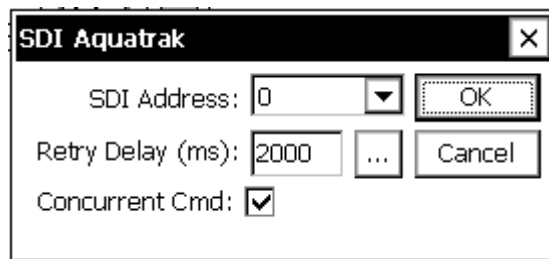 SDI Aquatrak
SDI Address: 0 OK
Retry Delay (ms): 2000 ... Cancel
Concurrent Cmd: